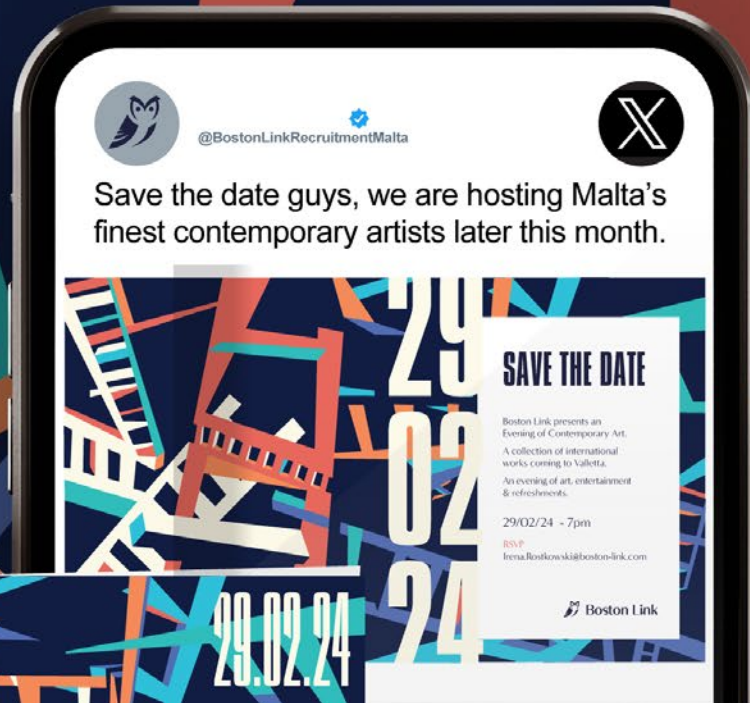 @BostonLinkRecruitmentMalta
Save the date guys, we are hosting Malta's
finest contemporary artists later this month.
29
02
24
SAVE THE DATE
Boston Link presents an
Evening of Contemporary Art.
A collection of international
works coming to Valletta.
An evening of art, entertainment
& refreshments.
29/02/24 - 7pm
RSVP
Irena.Rostkowski@boston-link.com
Boston Link
29.02.24